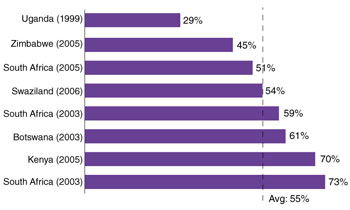 Uganda (1999) 29%
Zimbabwe (2005) 45%
South Africa (2005) 51%
Swaziland (2006) 54%
South Africa (2003) 59%
Botswana (2003) 61%
Kenya (2005) 70%
South Africa (2003) 73%
Avg: 55%